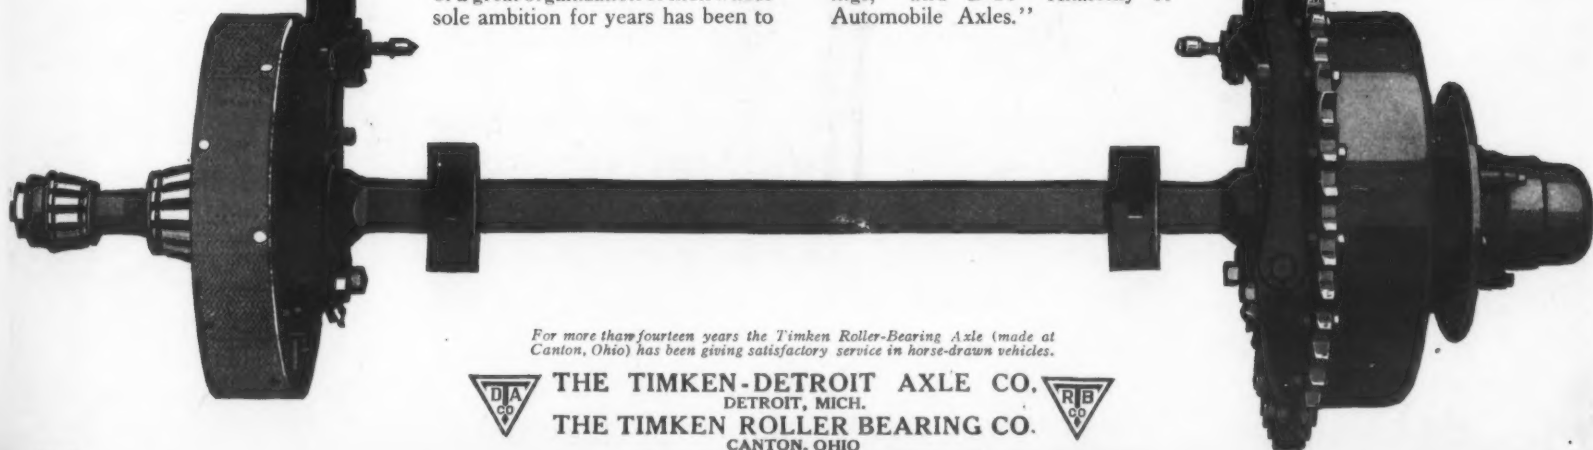 sole ambition for years has been to
Automobile Axles."
For more than fourteen years the Timken Roller-Bearing Axle (made at
Canton, Ohio) has been giving satisfactory service in horse-drawn vehicles.
DTA
CO
THE TIMKEN-DETROIT AXLE CO.
DETROIT, MICH.
THE TIMKEN ROLLER BEARING CO.
CANTON, OHIO
RTB
CO